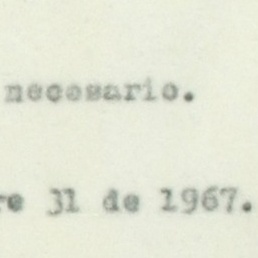 necesario.
re 31 de 1967.